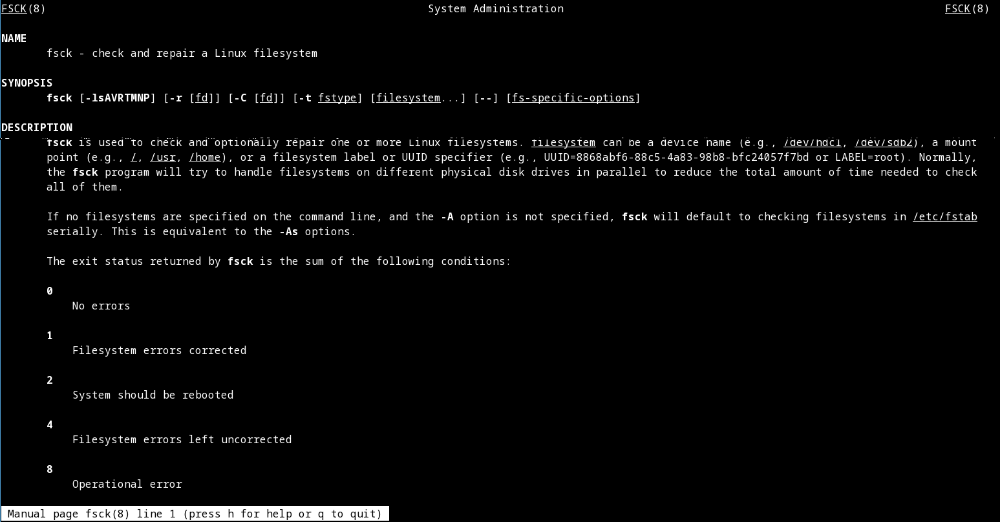 FSCK(8) System Administration FSCK(8)
NAME
fsck - check and repair a Linux filesystem
SYNOPSIS
fsck [-lsAVRTMNP] [-r [fd]] [-C [fd]] [-t fstype] [filesystem...] [--] [fs-specific-options]
DESCRIPTION
fsck is used to check and optionally repair one or more Linux filesystems. filesystem can be a device name (e.g., /dev/hdc1, /dev/sdb2), a mount
point (e.g., /, /usr, /home), or a filesystem label or UUID specifier (e.g., UUID=8868abf6-88c5-4a83-98b8-bfc24057f7bd or LABEL=root). Normally,
the fsck program will try to handle filesystems on different physical disk drives in parallel to reduce the total amount of time needed to check
all of them.
If no filesystems are specified on the command line, and the -A option is not specified, fsck will default to checking filesystems in /etc/fstab
serially. This is equivalent to the -As options.
The exit status returned by fsck is the sum of the following conditions:
0
No errors
1
Filesystem errors corrected
2
System should be rebooted
4
Filesystem errors left uncorrected
8
Operational error
Manual page fsck(8) line 1 (press h for help or q to quit)